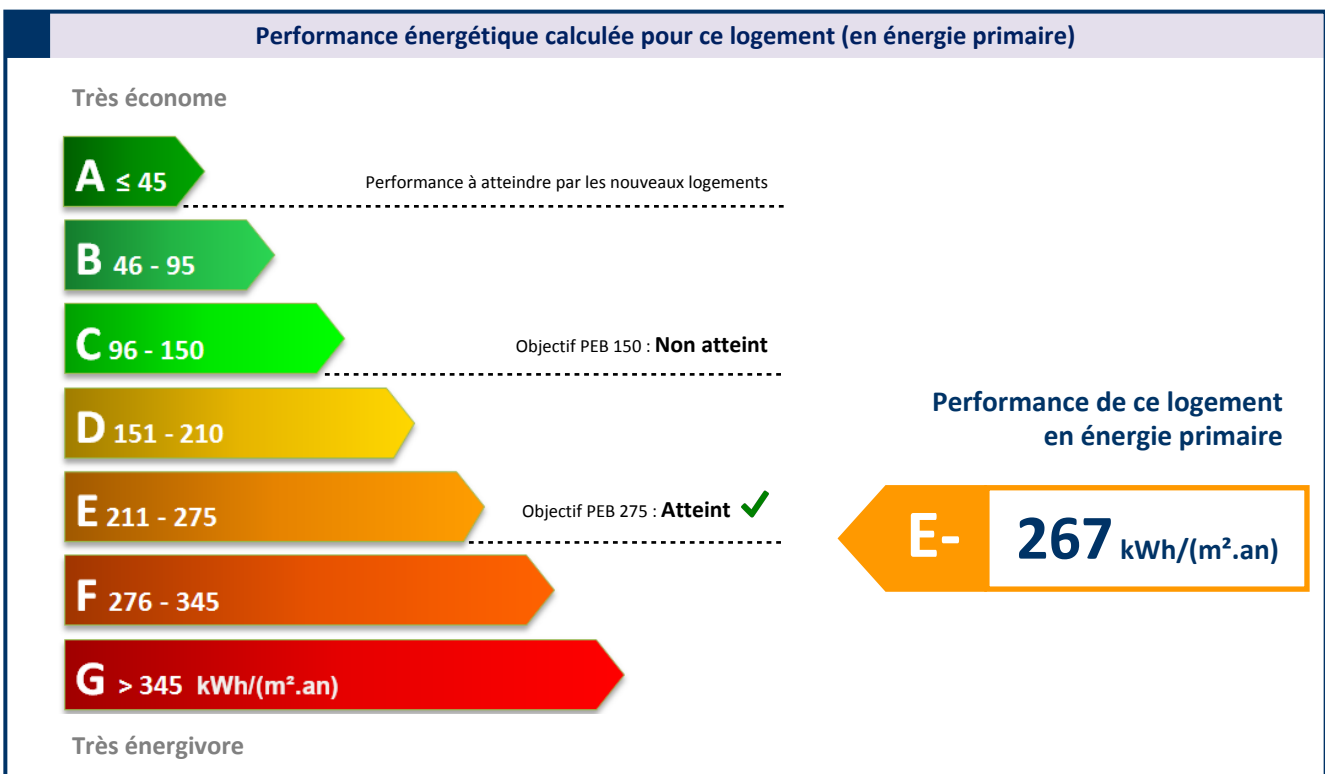 Performance énergétique calculée pour ce logement (en énergie primaire)
Très économe
A ≤ 45
Performance à atteindre par les nouveaux logements
B 46 - 95
C 96 - 150
Objectif PEB 150 : Non atteint
D 151 - 210
Performance de ce logement
en énergie primaire
E 211 - 275
Objectif PEB 275 : Atteint ✓
E- 267 kWh/(m².an)
F 276 - 345
G > 345 kWh/(m².an)
Très énergivore